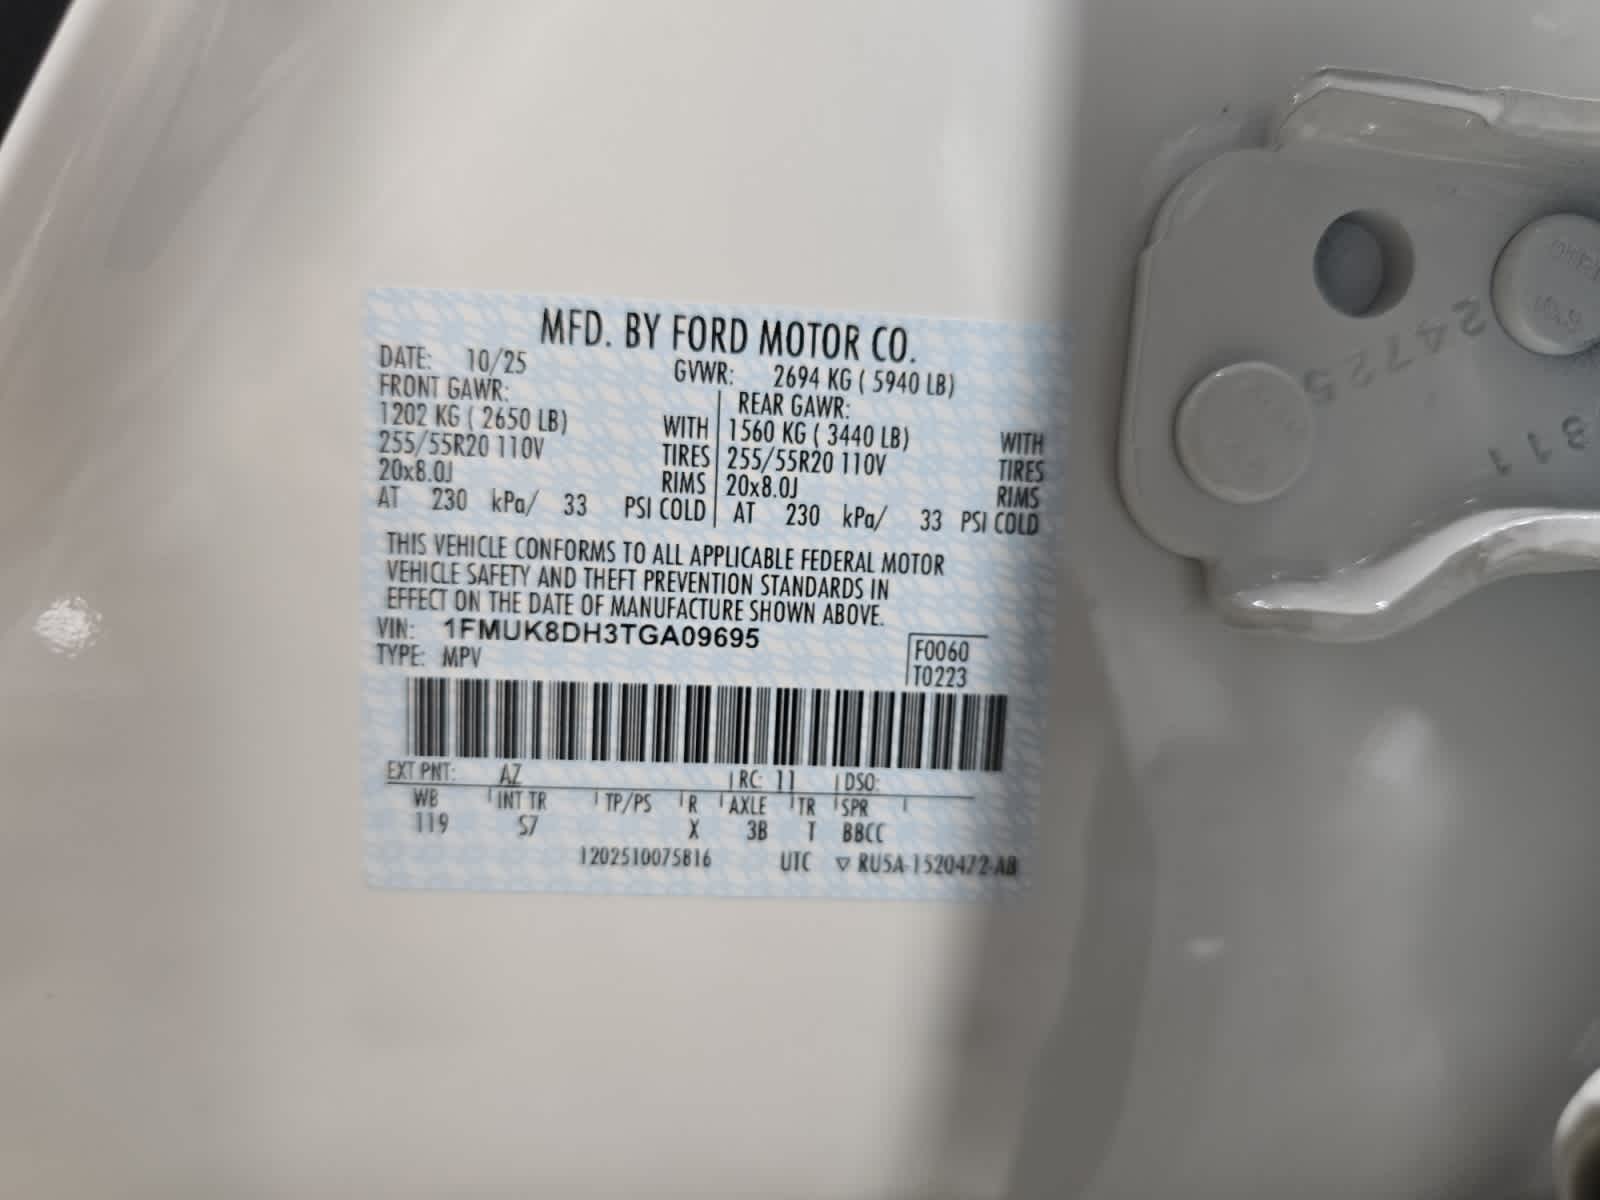 MFD. BY FORD MOTOR CO.
DATE: 10/25 GVWR: 2694 KG ( 5940 LB)
FRONT GAWR: REAR GAWR:
1202 KG ( 2650 LB) WITH 1560 KG ( 3440 LB) WITH
255/55R20 110V TIRES 255/55R20 110V TIRES
20x8.0J RIMS 20x8.0J RIMS
AT 230 kPa/ 33 PSI COLD AT 230 kPa/ 33 PSI COLD
THIS VEHICLE CONFORMS TO ALL APPLICABLE FEDERAL MOTOR
VEHICLE SAFETY AND THEFT PREVENTION STANDARDS IN
EFFECT ON THE DATE OF MANUFACTURE SHOWN ABOVE.
VIN: 1FMUK8DH3TGA09695
TYPE: MPV
F0060
T0223
EXT PNT: AZ RC: 11 DSO:
WB INT TR TP/PS R AXLE TR SPR
119 S7 X 3B T BBCC
1202510075816 UTC ▽ RU5A-1520472-AB
24725
811